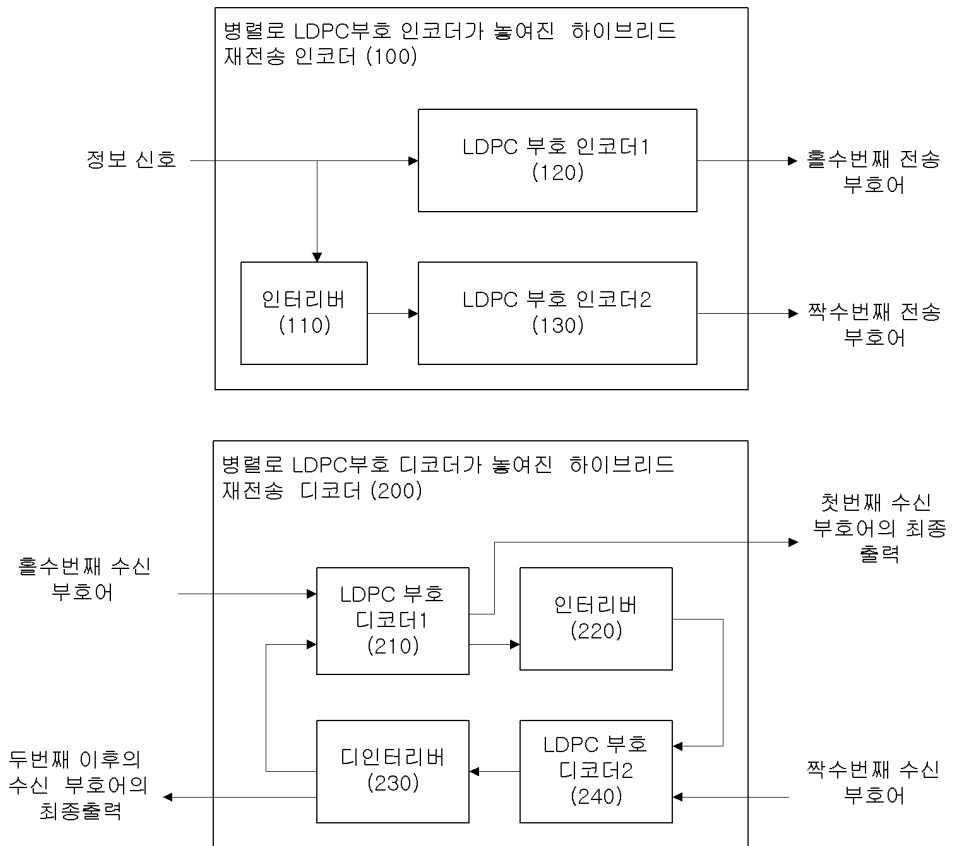 병렬로 LDPC부호 인코더가 놓여진 하이브리드
재전송 인코더 (100)
정보 신호
LDPC 부호 인코더1
(120)
홀수번째 전송
부호어
인터리버
(110)
LDPC 부호 인코더2
(130)
짝수번째 전송
부호어
병렬로 LDPC부호 디코더가 놓여진 하이브리드
재전송 디코더 (200)
첫번째 수신
부호어의 최종
출력
홀수번째 수신
부호어
LDPC 부호
디코더1
(210)
인터리버
(220)
두번째 이후의
수신 부호어의
최종출력
디인터리버
(230)
LDPC 부호
디코더2
(240)
짝수번째 수신
부호어